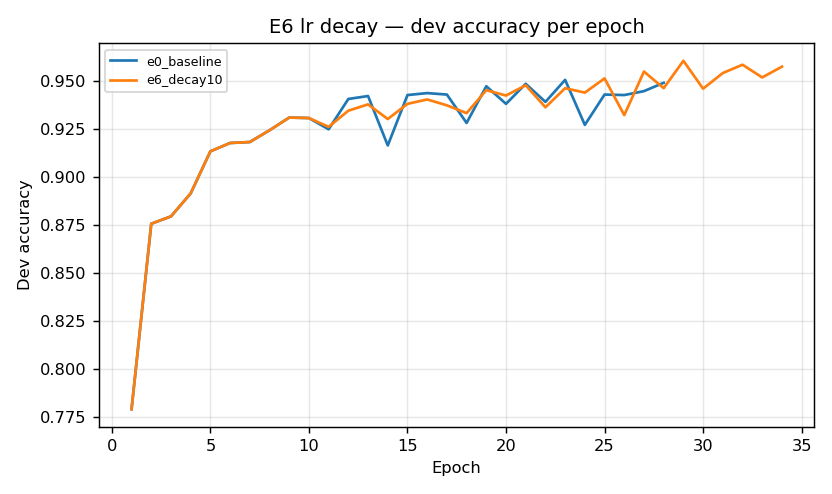 E6 lr decay — dev accuracy per epoch
e0_baseline
e6_decay10
Dev accuracy
0.950
0.925
0.900
0.875
0.850
0.825
0.800
0.775
0 5 10 15 20 25 30 35
Epoch